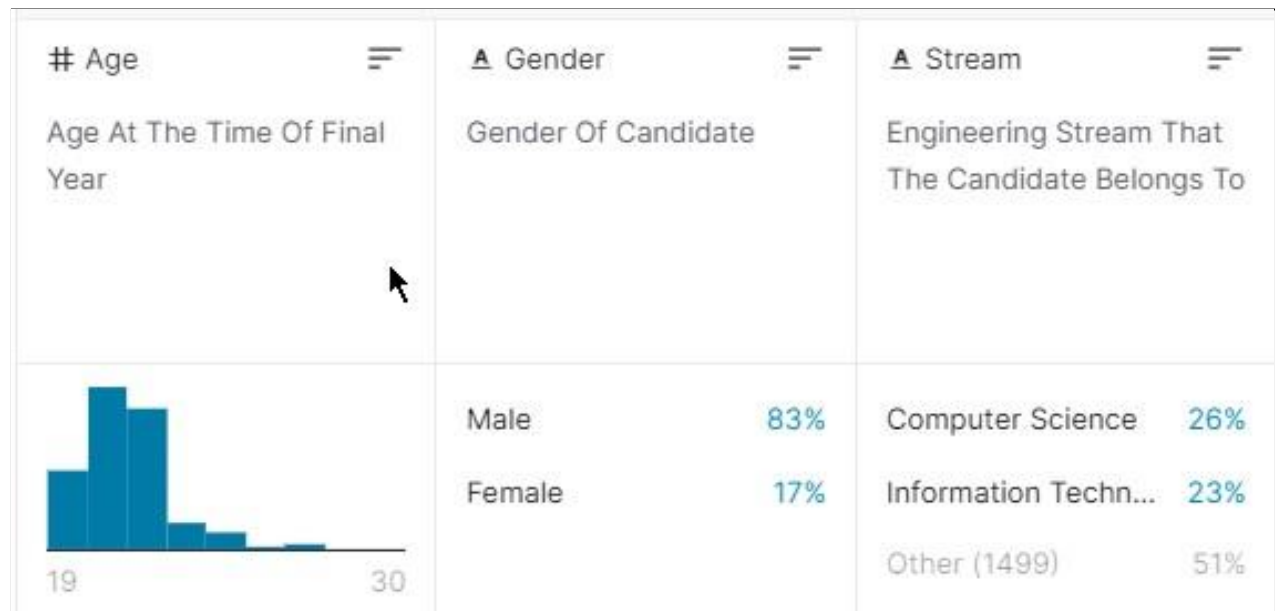 # Age
A Gender
A Stream
Age At The Time Of Final
Year
Gender Of Candidate
Engineering Stream That
The Candidate Belongs To
19
30
Male 83%
Female 17%
Computer Science 26%
Information Techn... 23%
Other (1499) 51%